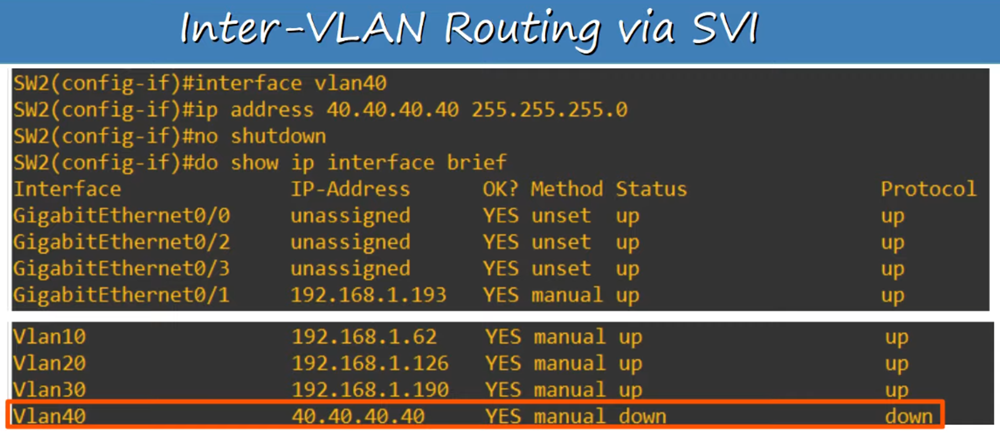 Inter-VLAN Routing via SVI
SW2(config-if)#interface vlan40
SW2(config-if)#ip address 40.40.40.40 255.255.255.0
SW2(config-if)#no shutdown
SW2(config-if)#do show ip interface brief
Interface IP-Address OK? Method Status Protocol
GigabitEthernet0/0 unassigned YES unset up up
GigabitEthernet0/2 unassigned YES unset up up
GigabitEthernet0/3 unassigned YES unset up up
GigabitEthernet0/1 192.168.1.193 YES manual up up
Vlan10 192.168.1.62 YES manual up up
Vlan20 192.168.1.126 YES manual up up
Vlan30 192.168.1.190 YES manual up up
Vlan40 40.40.40.40 YES manual down down